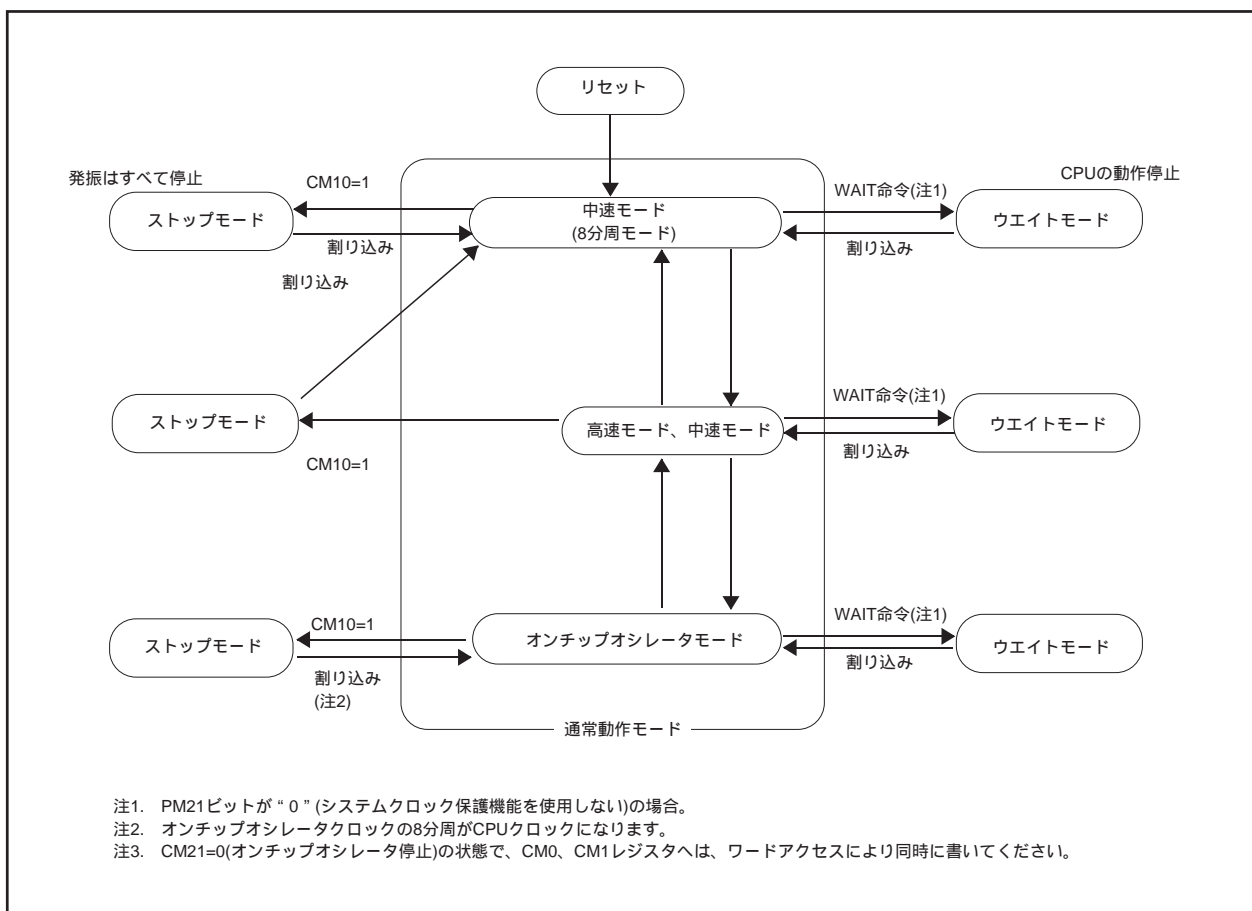 リセット
発振はすべて停止
CM10=1
WAIT命令(注1)
CPUの動作停止
ストップモード
中速モード
(8分周モード)
ウエイトモード
割り込み
割り込み
割り込み
WAIT命令(注1)
ストップモード
高速モード、中速モード
ウエイトモード
割り込み
CM10=1
CM10=1
WAIT命令(注1)
ストップモード
オンチップオシレータモード
ウエイトモード
割り込み
(注2)
割り込み
通常動作モード
注1. PM21ビットが“0”(システムクロック保護機能を使用しない)の場合。
注2. オンチップオシレータクロックの8分周がCPUクロックになります。
注3. CM21=0(オンチップオシレータ停止)の状態で、CM0、CM1レジスタへは、ワードアクセスにより同時に書いてください。